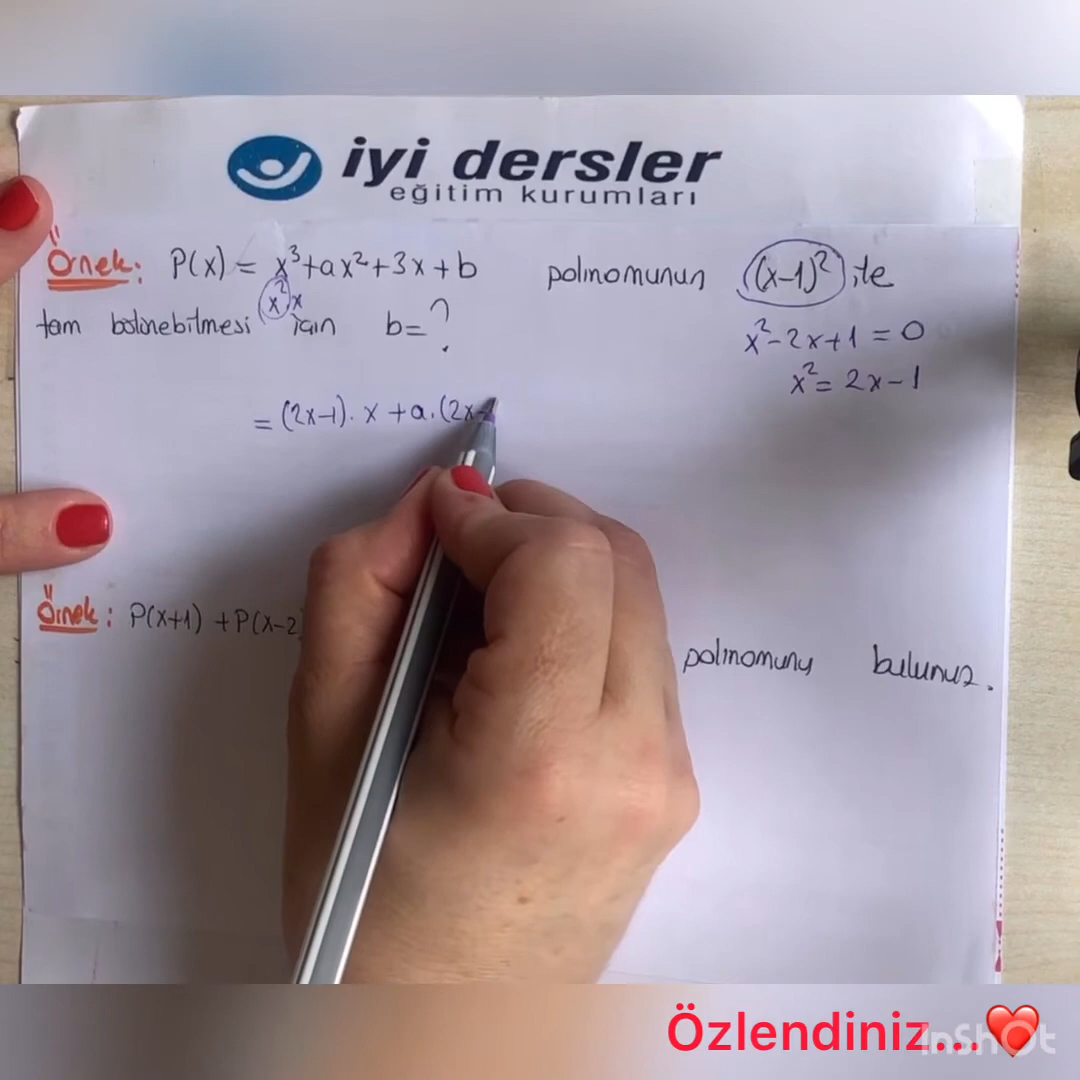 iyi dersler
eğitim kurumları
Örnek: P(x) = x³+ax²+3x+b polinomunun (x-1)² ile
x² x
tam bölünebilmesi için b=?
x²-2x+1=0
x²=2x-1
= (2x-1). x +a.(2x-
Örnek: P(x+1) +P(x-2) polinomunu bulunuz.
Özlendiniz...❤️
InShOt